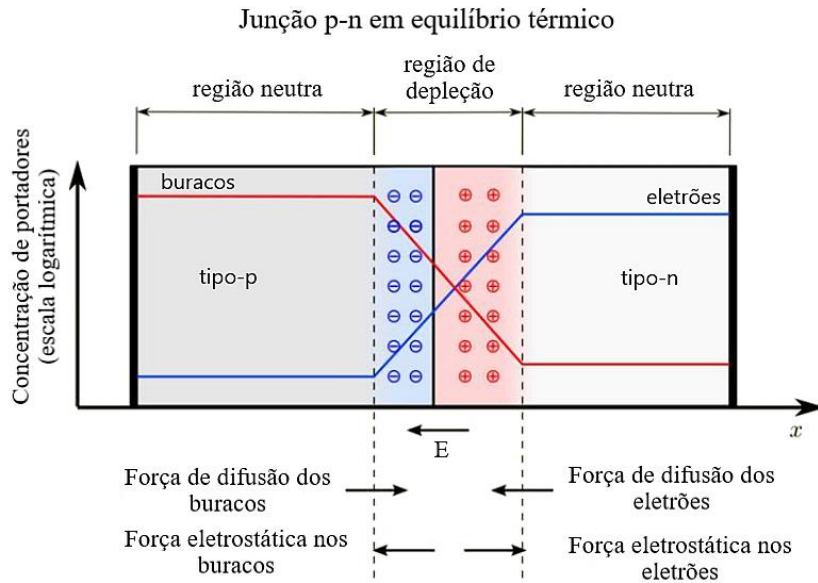 Junção p-n em equilíbrio térmico
região neutra
região de
depleção
região neutra
Concentração de portadores
(escala logarítmica)
buracos
eletrões
tipo-p
tipo-n
E
x
Força de difusão dos
buracos
Força de difusão dos
eletrões
Força eletrostática nos
buracos
Força eletrostática nos
eletrões